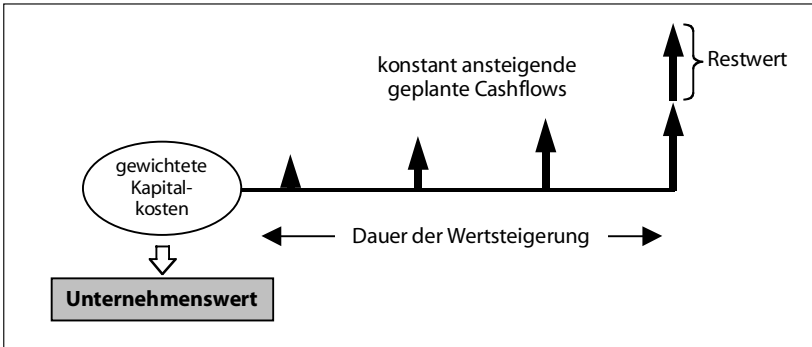 konstant ansteigende
geplante Cashflows
Restwert
gewichtete
Kapital-
kosten
Dauer der Wertsteigerung
Unternehmenswert